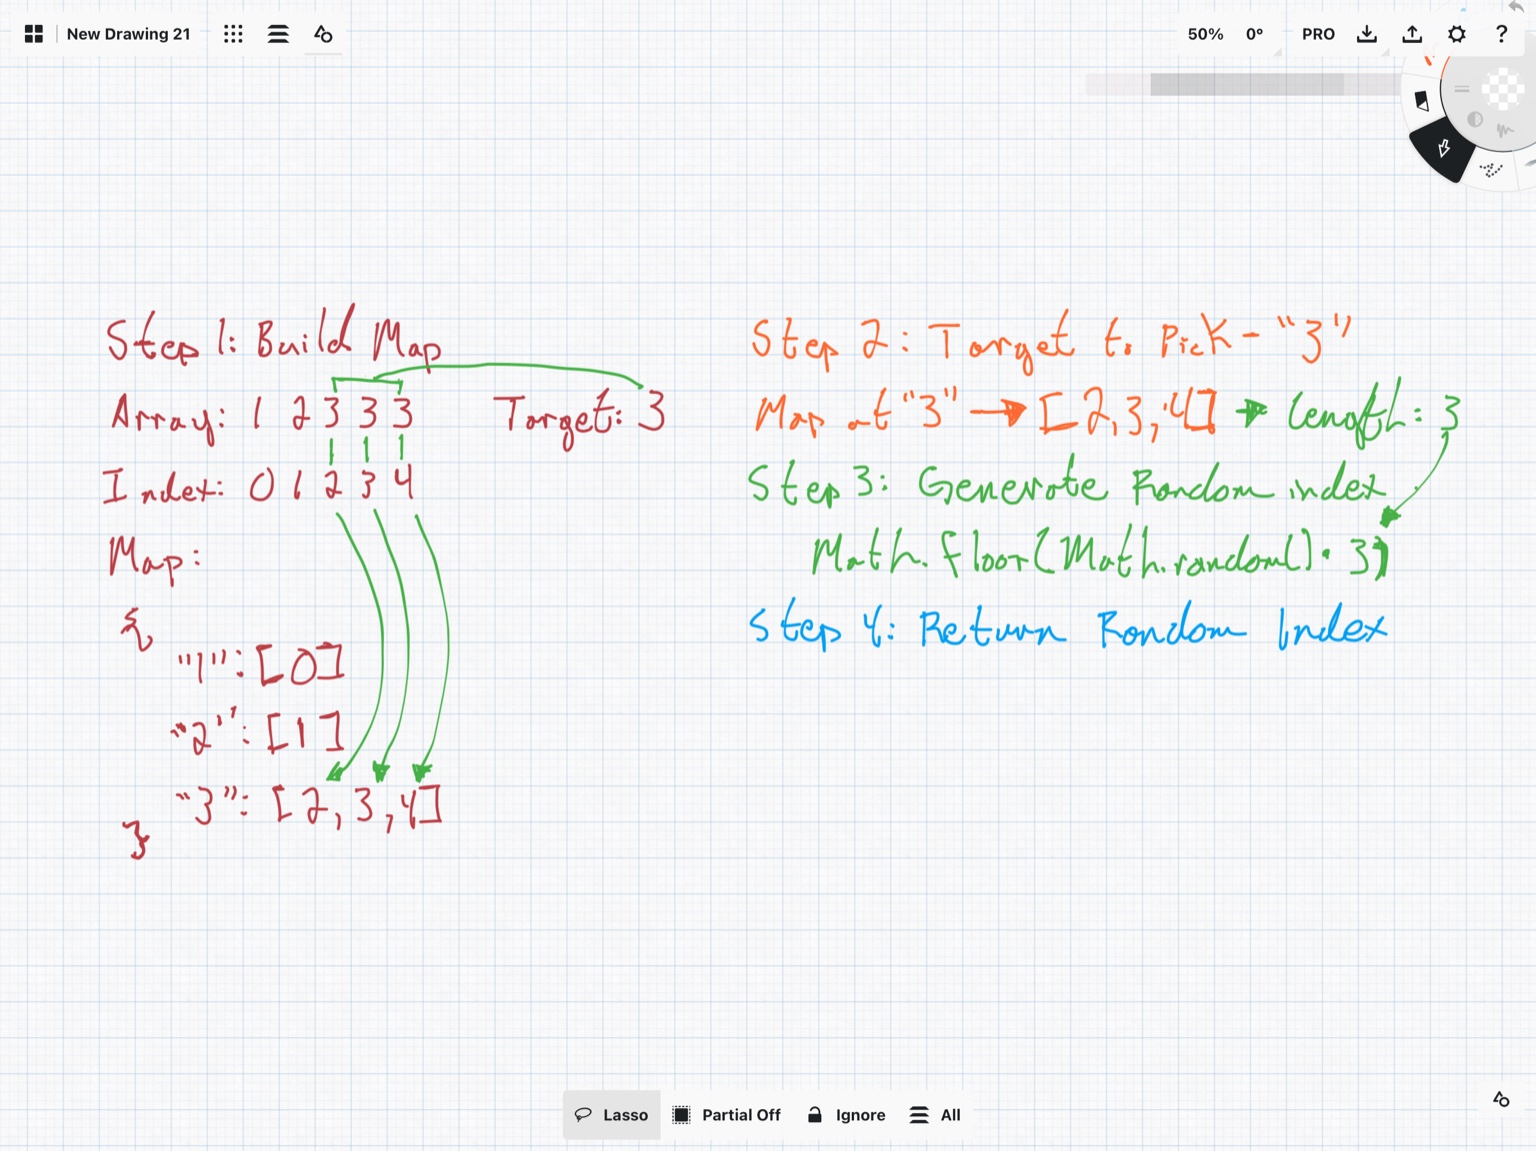 New Drawing 21
50% 0° PRO ?
Step 1: Build Map
Array: 1 2 3 3 3 Target: 3
Index: 0 1 2 3 4
Map:
{
"1": [0]
"2": [1]
"3": [2, 3, 4]
}
Step 2: Target to Pick - "3"
Map at "3" → [2, 3, 4] → length: 3
Step 3: Generate Random index
Math.floor(Math.random() • 3)
Step 4: Return Random Index
Lasso Partial Off Ignore All